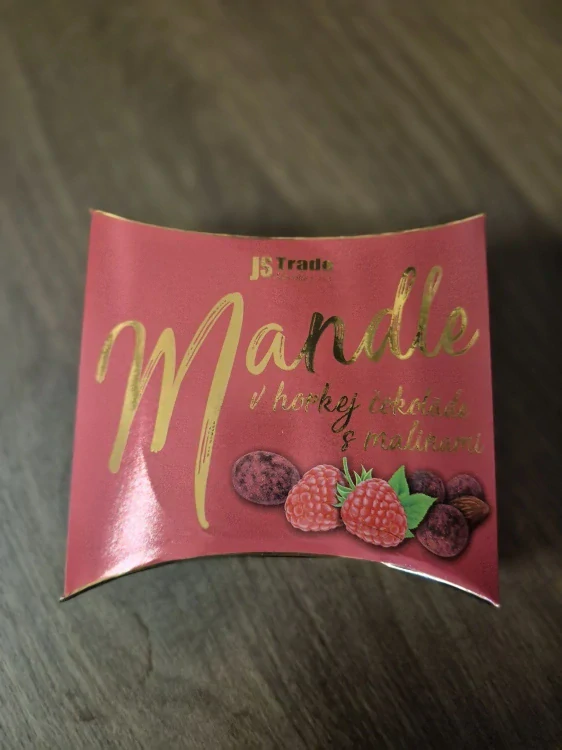 JS Trade
Mandle
v horkej čokoláde
s malinami